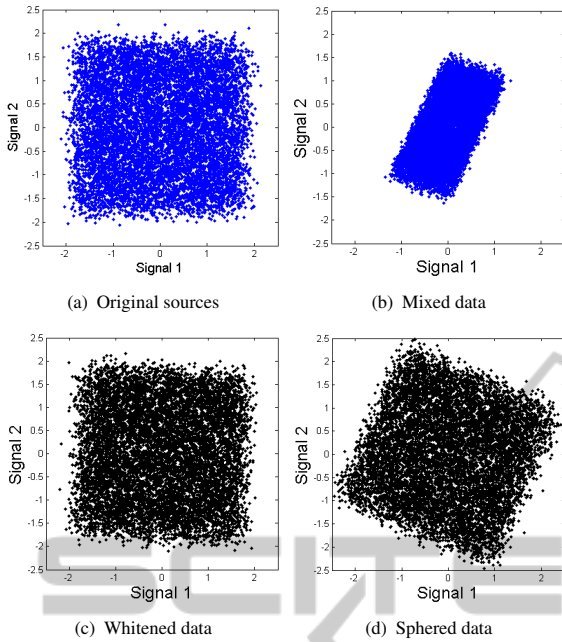 2.5
2
1.5
1
0.5
0
-0.5
-1
-1.5
-2
-2.5
Signal 2
-2 -1 0 1 2
Signal 1
(a) Original sources
2.5
2
1.5
1
0.5
0
-0.5
-1
-1.5
-2
-2.5
Signal 2
-2 -1 0 1 2
Signal 1
(b) Mixed data
2.5
2
1.5
1
0.5
0
-0.5
-1
-1.5
-2
-2.5
Signal 2
-2 -1 0 1 2
Signal 1
(c) Whitened data
2.5
2
1.5
1
0.5
0
-0.5
-1
-1.5
-2
-2.5
Signal 2
-2 -1 0 1 2
Signal 1
(d) Sphered data
SCITE